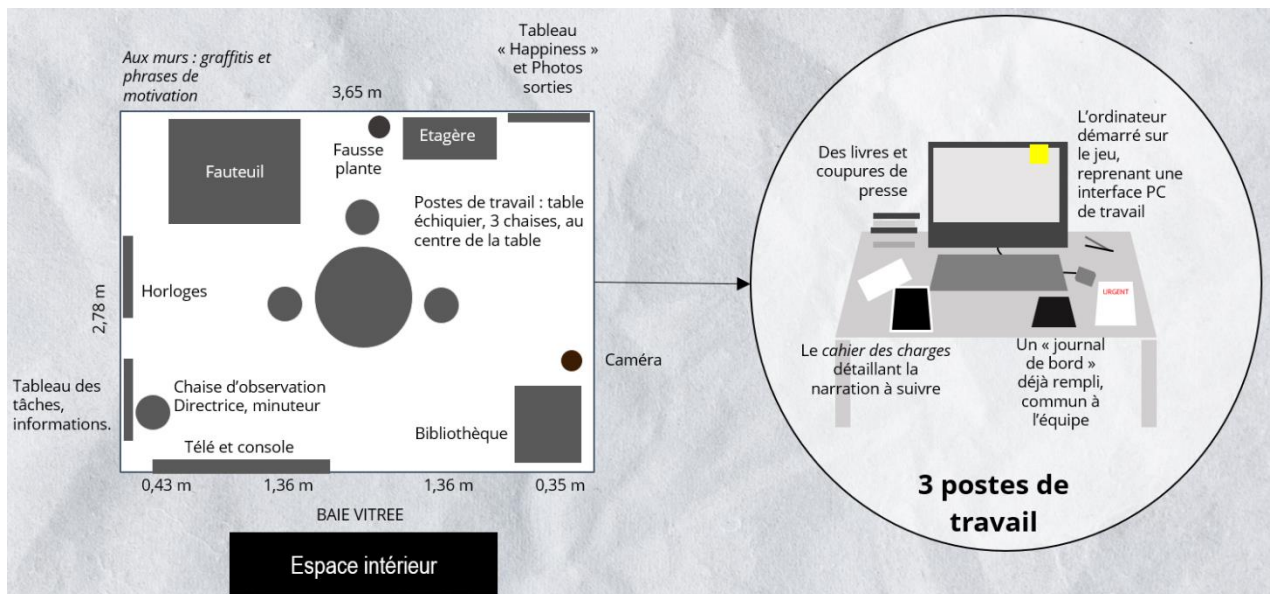 Aux murs : graffitis et
phrases de
motivation
3,65 m
Tableau
« Happiness »
et Photos
sorties
Fauteuil
Fausse
plante
Etagère
Postes de travail : table
échiquier, 3 chaises, au
centre de la table
2,78 m
Horloges
Caméra
Tableau des
tâches,
informations.
Chaise d'observation
Directrice, minuteur
Bibliothèque
Télé et console
0,43 m
1,36 m
1,36 m
0,35 m
BAIE VITREE
Espace intérieur
Des livres et
coupures de
presse
L'ordinateur
démarré sur
le jeu,
reprenant une
interface PC
de travail
URGENT
Le cahier des charges
détaillant la
narration à suivre
Un « journal
de bord »
déjà rempli,
commun à
l'équipe
3 postes de
travail